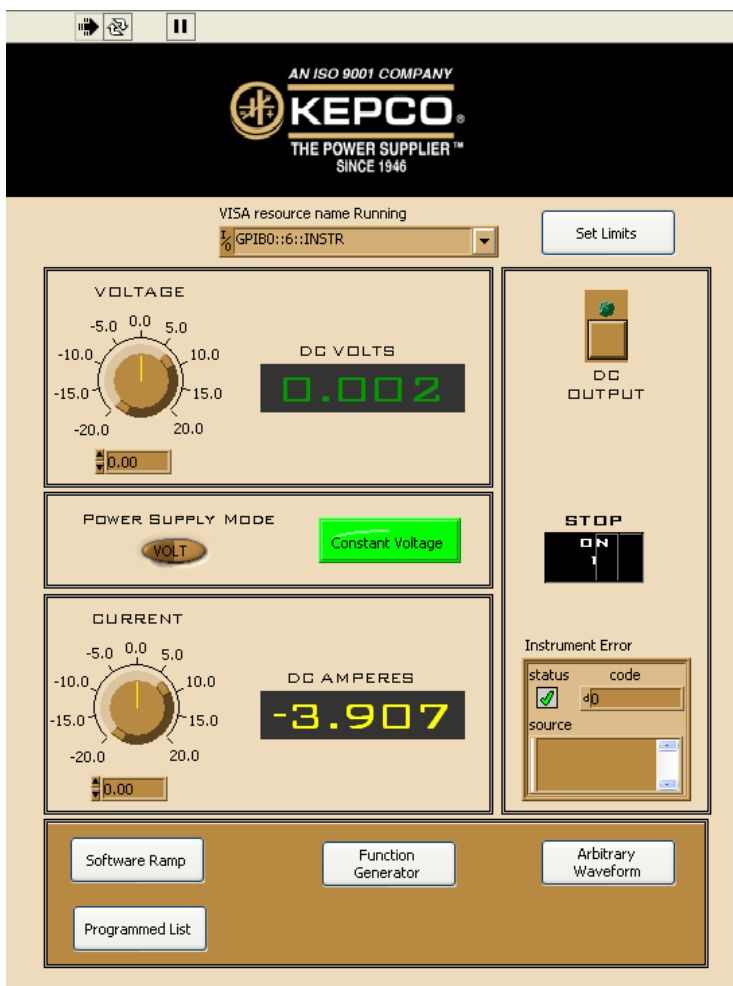 AN ISO 9001 COMPANY
KEPCO®
THE POWER SUPPLIER™
SINCE 1946
VISA resource name Running
I/O GPIB0::6::INSTR
Set Limits
VOLTAGE
-5.0 0.0 5.0
-10.0 10.0
-15.0 15.0
-20.0 20.0
0.00
DC VOLTS
0.002
DC
OUTPUT
POWER SUPPLY MODE
VOLT
Constant Voltage
STOP
ON
1
CURRENT
-5.0 0.0 5.0
-10.0 10.0
-15.0 15.0
-20.0 20.0
0.00
DC AMPERES
-3.907
Instrument Error
status code
d0
source
Software Ramp
Function
Generator
Arbitrary
Waveform
Programmed List